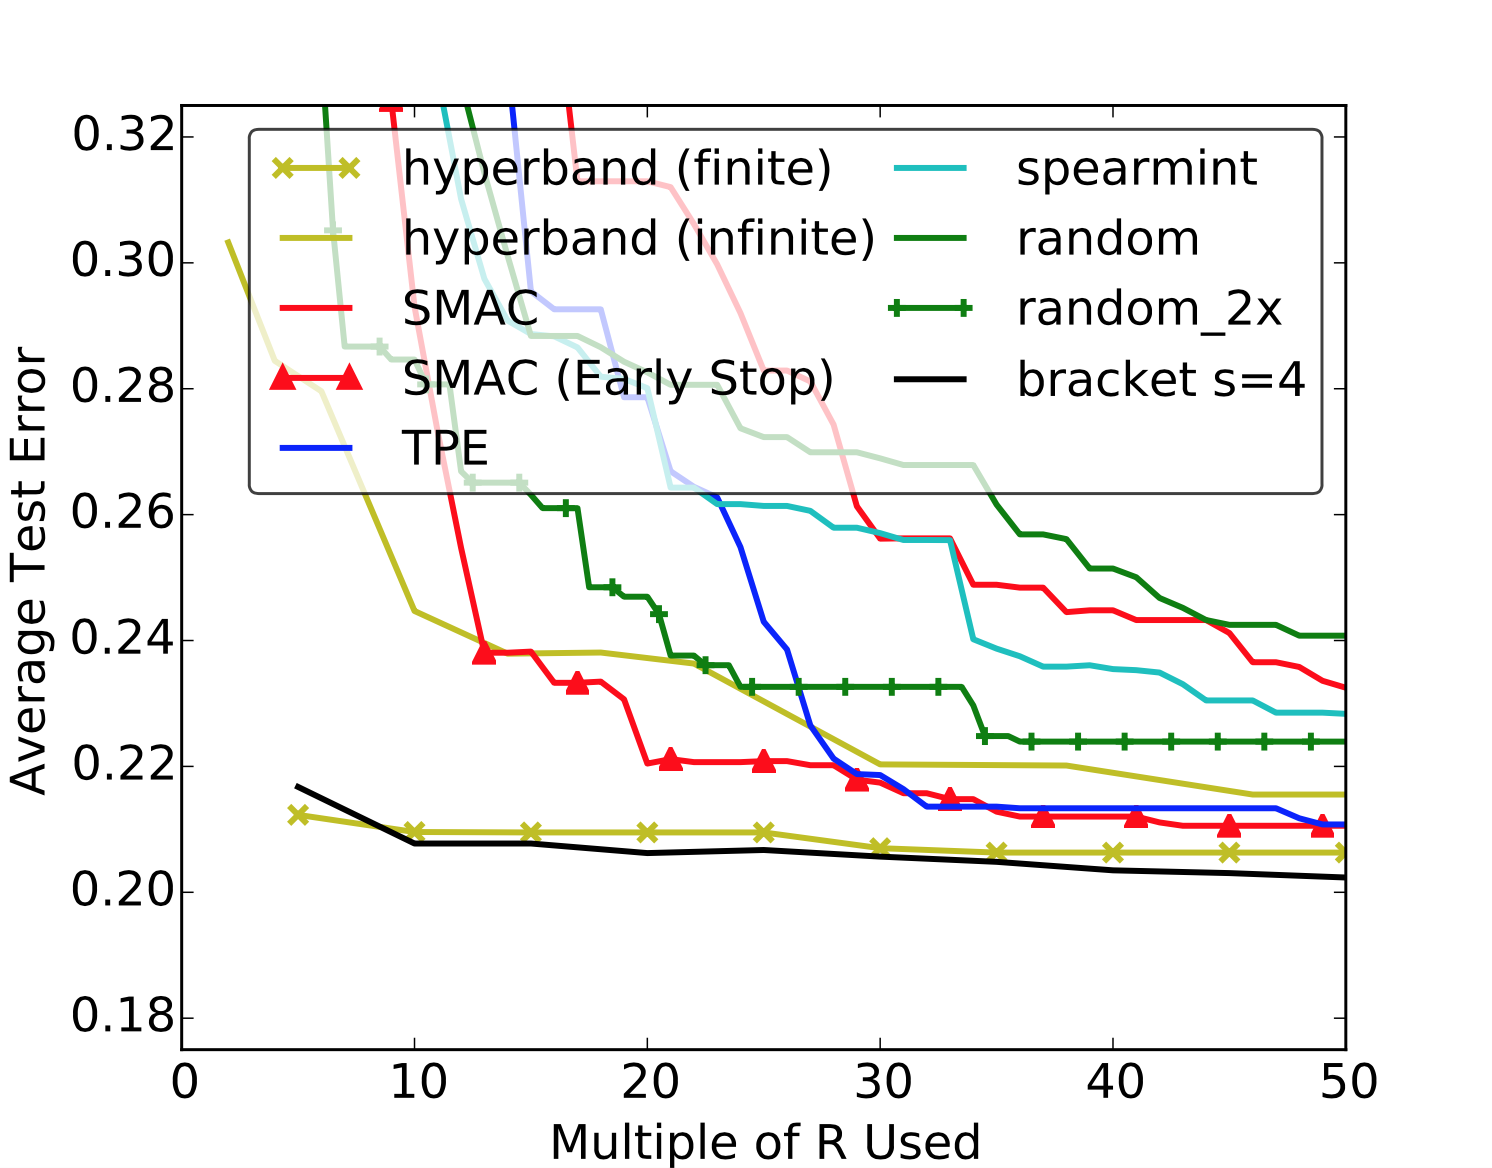 0.32
0.30
0.28
0.26
0.24
0.22
0.20
0.18
Average Test Error
hyperband (finite)
hyperband (infinite)
SMAC
SMAC (Early Stop)
TPE
spearmint
random
random_2x
bracket s=4
0 10 20 30 40 50
Multiple of R Used